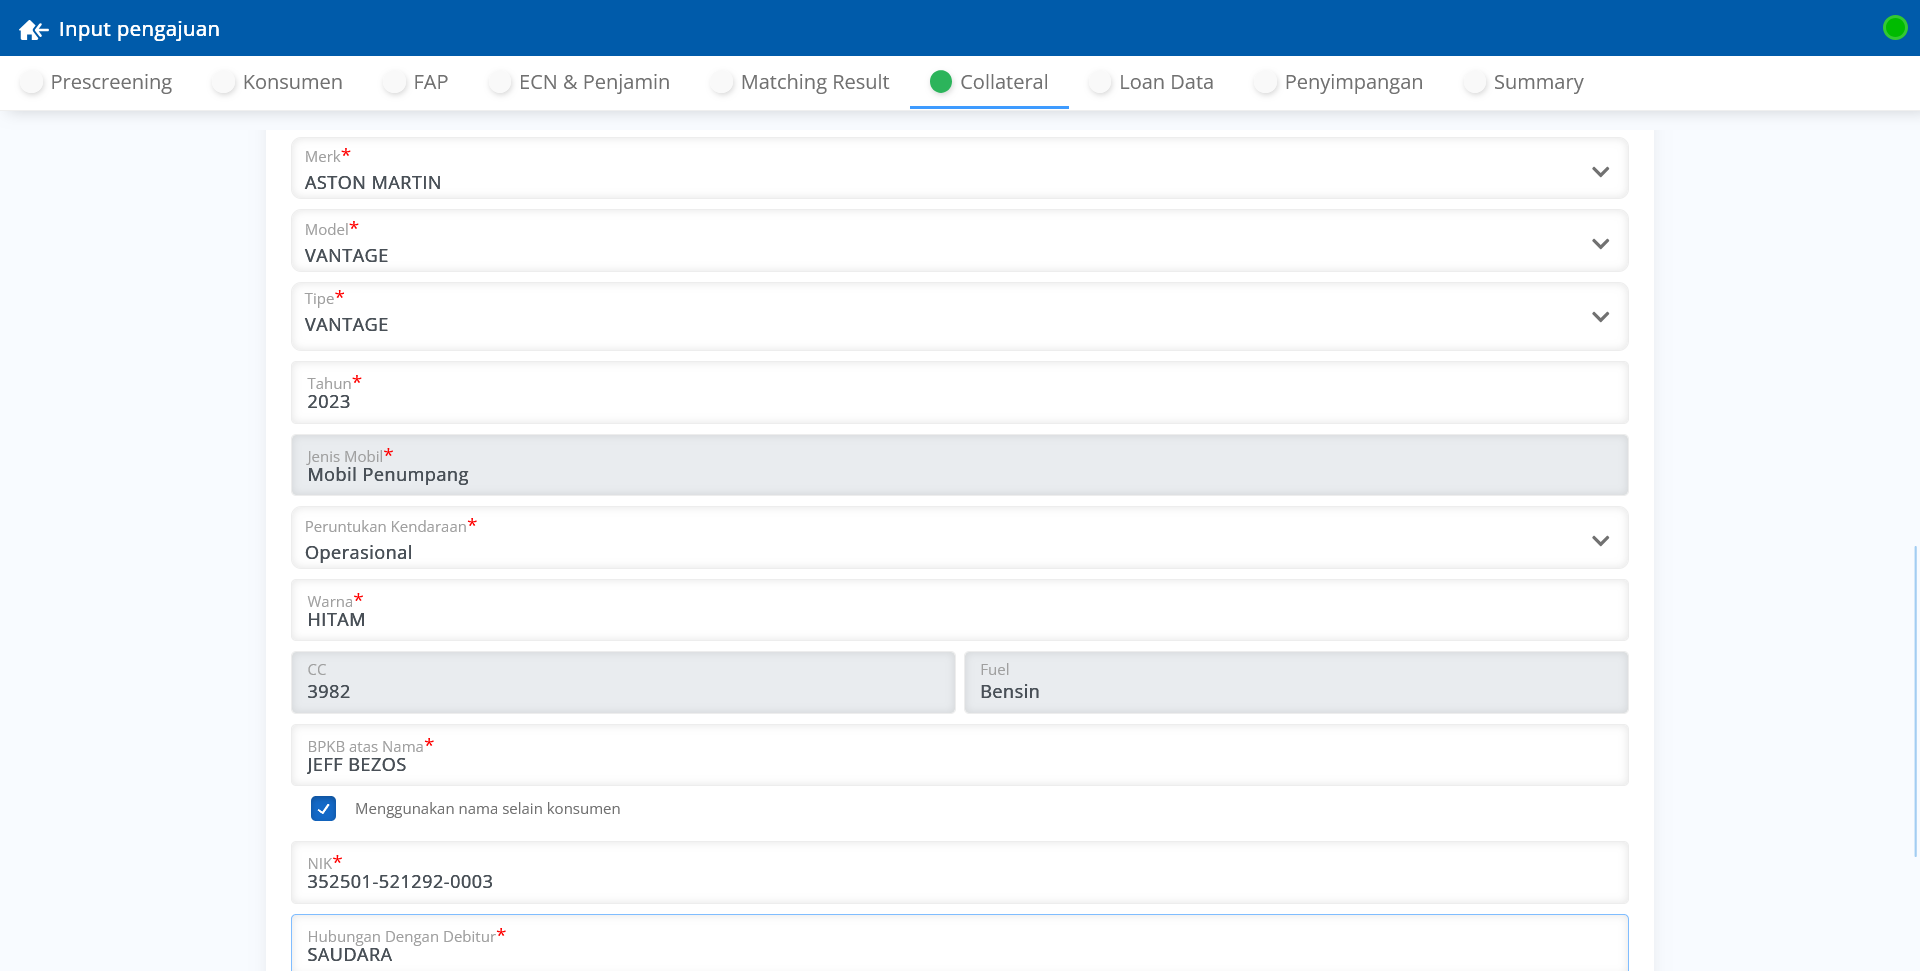 Input pengajuan
Prescreening Konsumen FAP ECN & Penjamin Matching Result Collateral Loan Data Penyimpangan Summary
Merk*
ASTON MARTIN
Model*
VANTAGE
Tipe*
VANTAGE
Tahun*
2023
Jenis Mobil*
Mobil Penumpang
Peruntukan Kendaraan*
Operasional
Warna*
HITAM
CC
3982
Fuel
Bensin
BPKB atas Nama*
JEFF BEZOS
Menggunakan nama selain konsumen
NIK*
352501-521292-0003
Hubungan Dengan Debitur*
SAUDARA